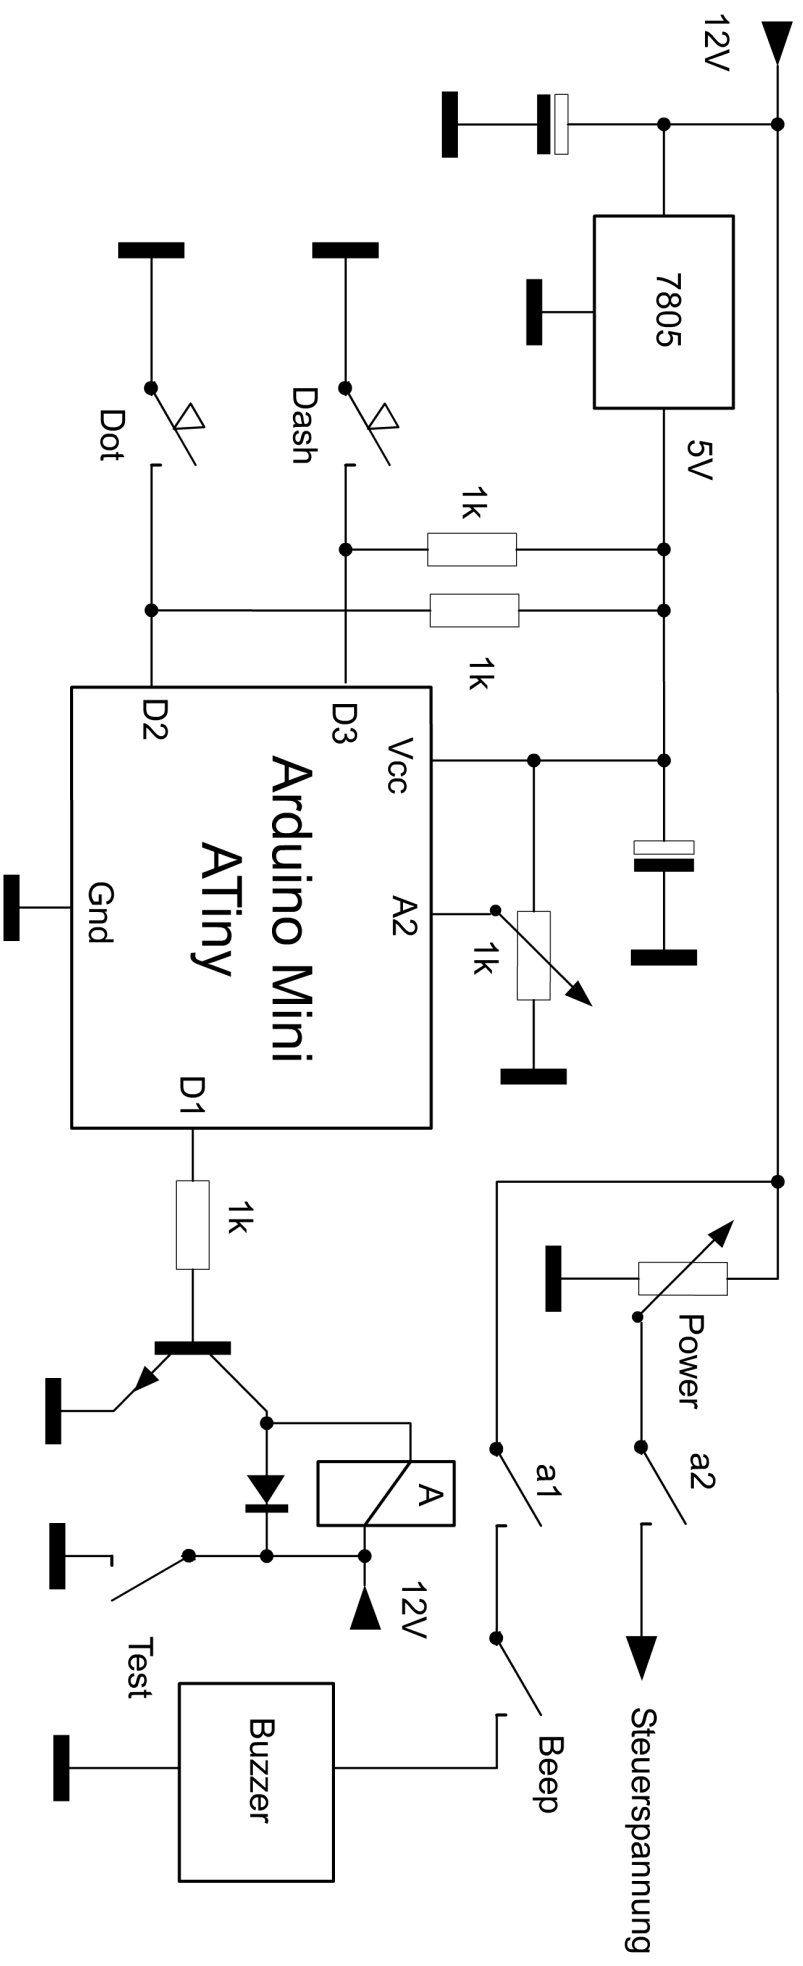 12V
7805
5V
Dash
Dot
1k
1k
D3
D2
Vcc
A2
1k
Arduino Mini
ATiny
Gnd
D1
1k
Power
a2
Steuerspannung
a1
Beep
A
12V
Test
Buzzer